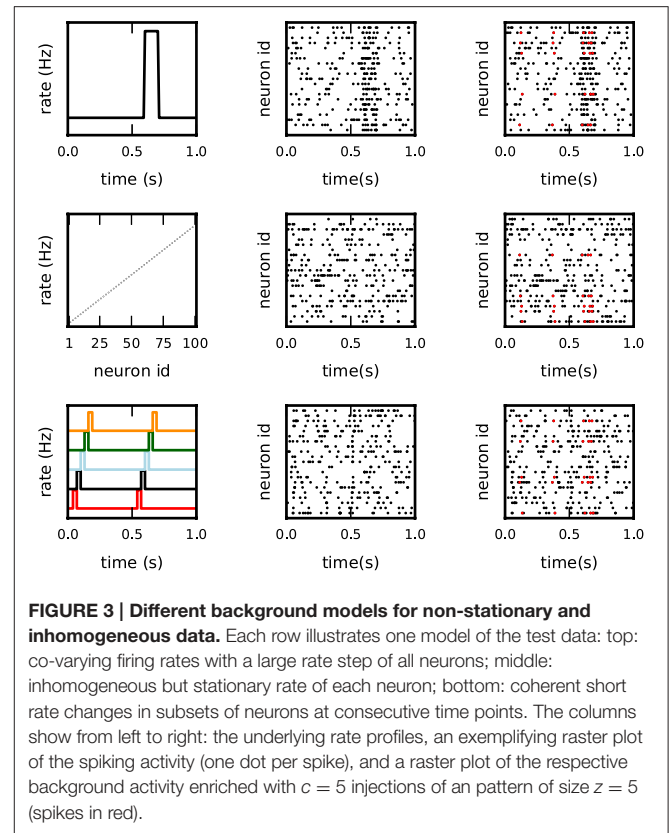 rate (Hz)
0.0 0.5 1.0
time (s)
neuron id
0.0 0.5 1.0
time(s)
neuron id
0.0 0.5 1.0
time(s)
rate (Hz)
1 25 50 75 100
neuron id
neuron id
0.0 0.5 1.0
time(s)
neuron id
0.0 0.5 1.0
time(s)
rate (Hz)
0.0 0.5 1.0
time (s)
neuron id
0.0 0.5 1.0
time(s)
neuron id
0.0 0.5 1.0
time(s)
FIGURE 3 | Different background models for non-stationary and
inhomogeneous data. Each row illustrates one model of the test data: top:
co-varying firing rates with a large rate step of all neurons; middle:
inhomogeneous but stationary rate of each neuron; bottom: coherent short
rate changes in subsets of neurons at consecutive time points. The columns
show from left to right: the underlying rate profiles, an exemplifying raster plot
of the spiking activity (one dot per spike), and a raster plot of the respective
background activity enriched with c = 5 injections of an pattern of size z = 5
(spikes in red).